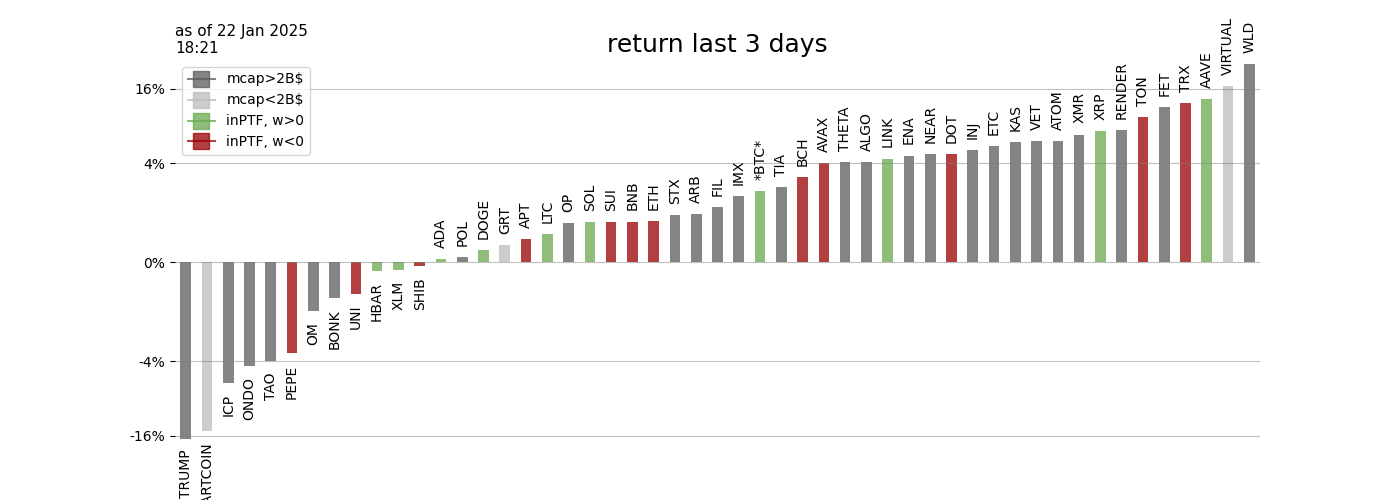 as of 22 Jan 2025
18:21
return last 3 days
mcap>2B$
mcap<2B$
inPTF, w>0
inPTF, w<0
16%
4%
0%
-4%
-16%
TRUMP
ARTCOIN
ICP
ONDO
TAO
PEPE
OM
BONK
UNI
HBAR
XLM
SHIB
ADA
POL
DOGE
GRT
APT
LTC
OP
SOL
SUI
BNB
ETH
STX
ARB
FIL
IMX
*BTC*
TIA
BCH
AVAX
THETA
ALGO
LINK
ENA
NEAR
DOT
INJ
ETC
KAS
VET
ATOM
XMR
XRP
RENDER
TON
FET
TRX
AAVE
VIRTUAL
WLD